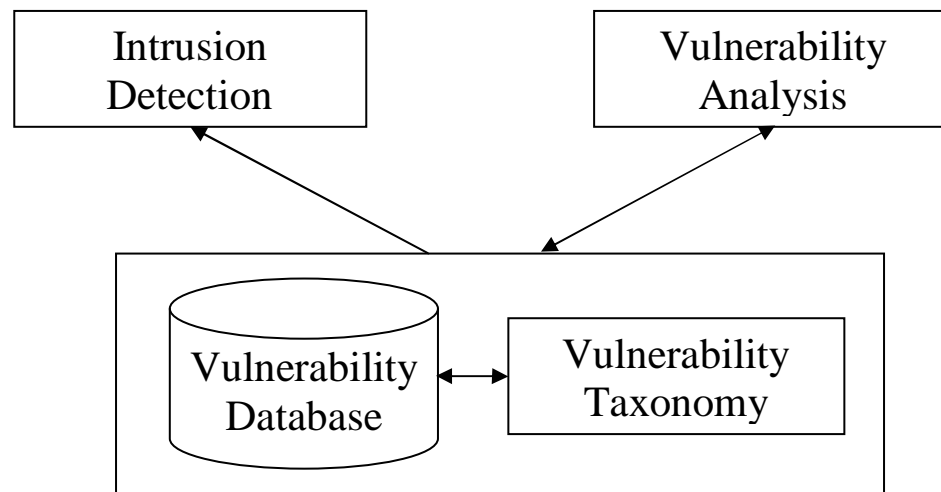 Intrusion
Detection
Vulnerability
Analysis
Vulnerability
Database
Vulnerability
Taxonomy